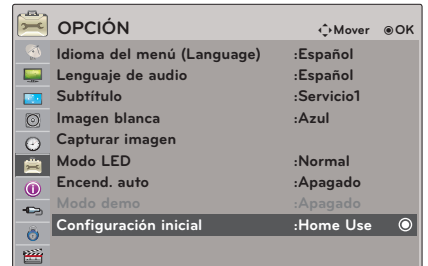 OPCIÓN Mover OK
Idioma del menú (Language) :Español
Lenguaje de audio :Español
Subtítulo :Servicio1
Imagen blanca :Azul
Capturar imagen
Modo LED :Normal
Encend. auto :Apagado
Modo demo :Apagado
Configuración inicial :Home Use